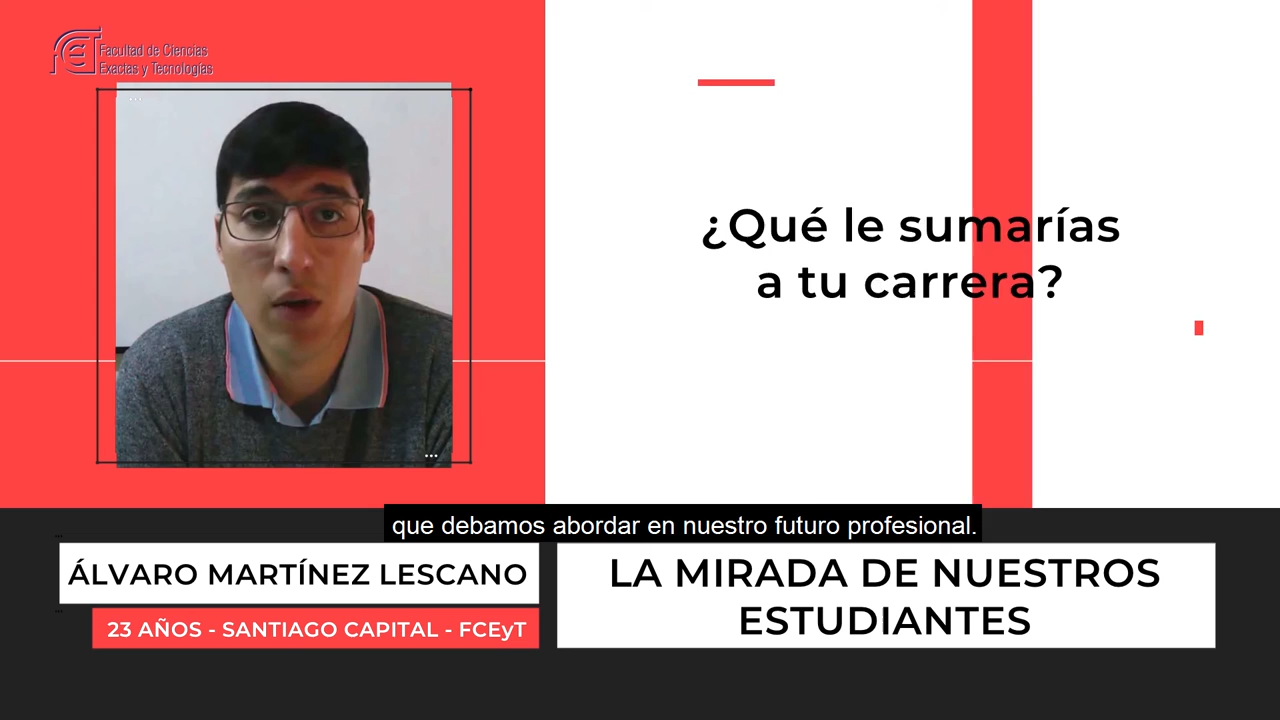 Facultad de Ciencias
Exactas y Tecnologías
¿Qué le sumarías
a tu carrera?
que debamos abordar en nuestro futuro profesional.
ÁLVARO MARTÍNEZ LESCANO
23 AÑOS - SANTIAGO CAPITAL - FCEyT
LA MIRADA DE NUESTROS
ESTUDIANTES